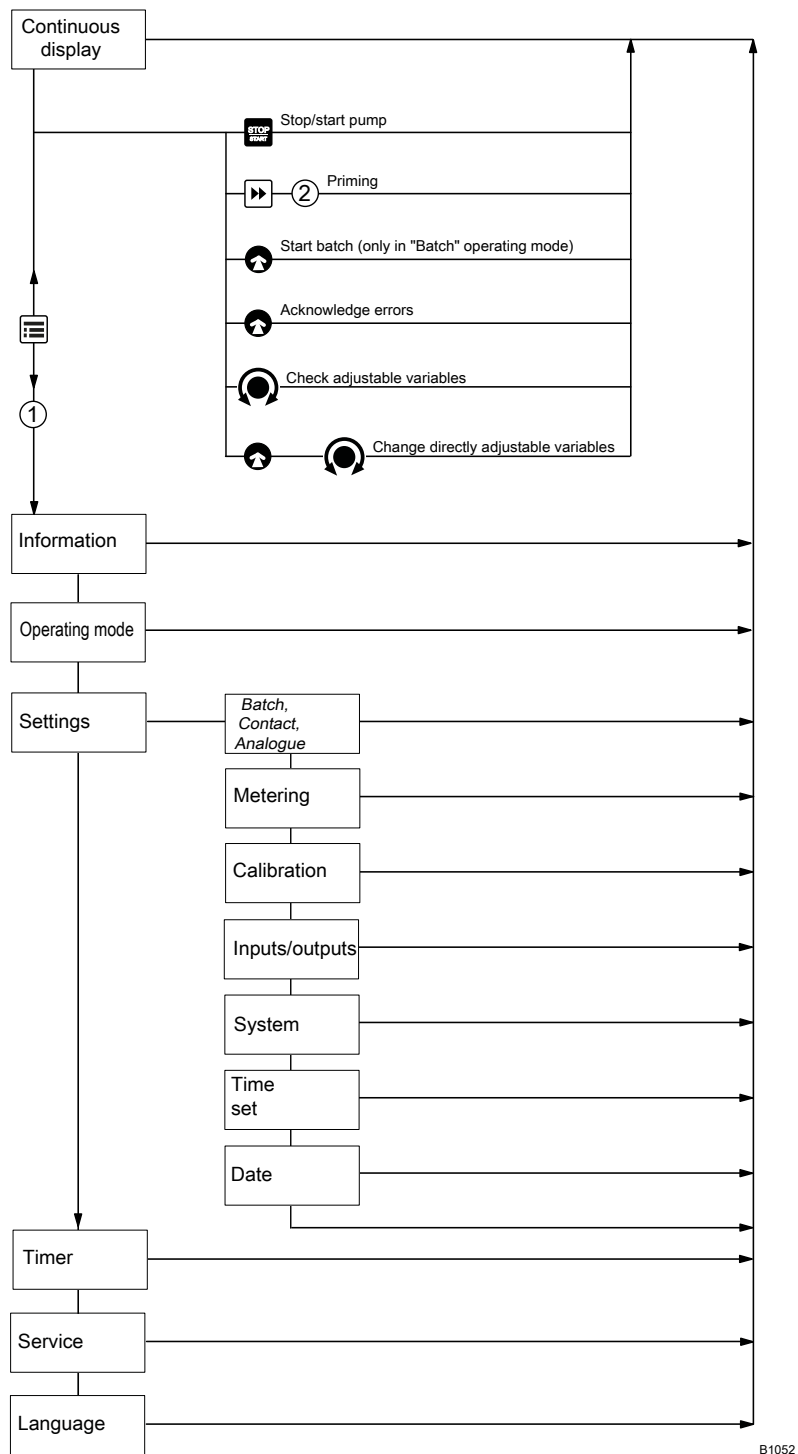 Continuous
display
STOP
START
Stop/start pump
2
Priming
Start batch (only in "Batch" operating mode)
Acknowledge errors
Check adjustable variables
1
Change directly adjustable variables
Information
Operating mode
Settings
Batch,
Contact,
Analogue
Metering
Calibration
Inputs/outputs
System
Time
set
Date
Timer
Service
Language
B1052